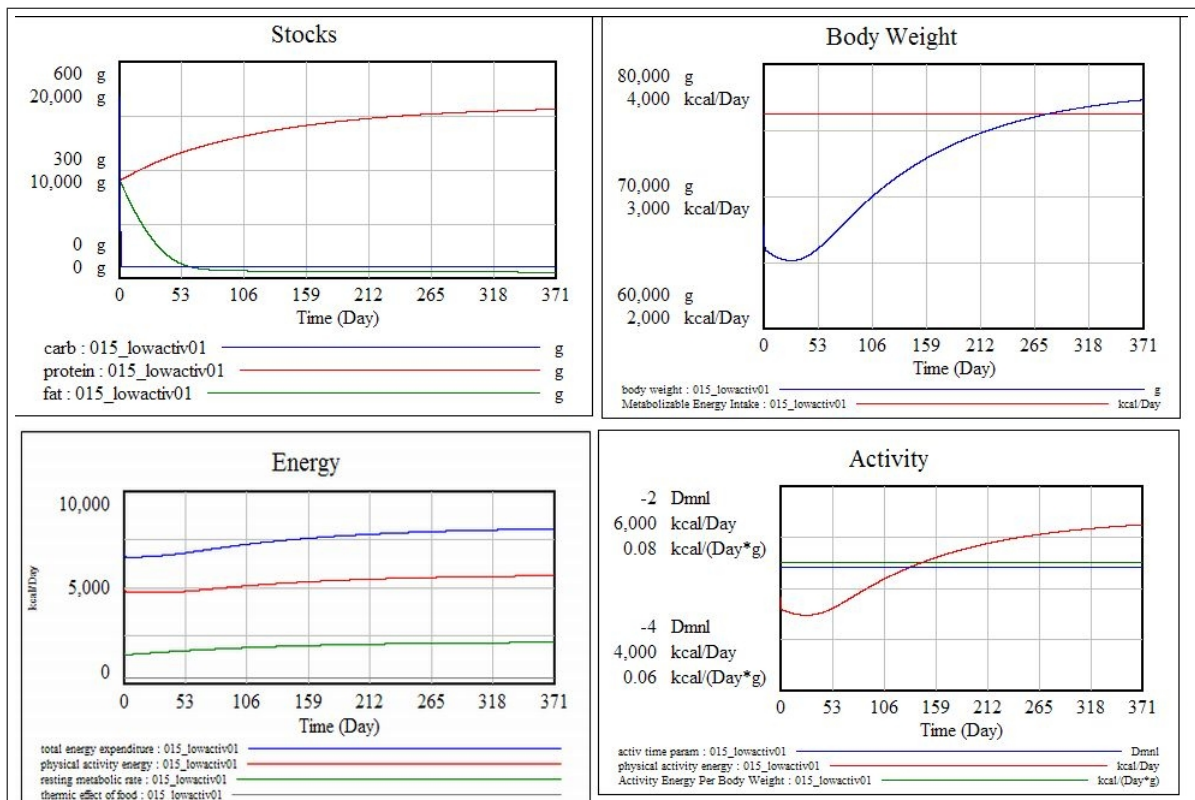 Stocks
600 g
20,000 g
300 g
10,000 g
0 g
0 g
0 53 106 159 212 265 318 371
Time (Day)
carb : 015_lowactiv01 g
protein : 015_lowactiv01 g
fat : 015_lowactiv01 g
Body Weight
80,000 g
4,000 kcal/Day
70,000 g
3,000 kcal/Day
60,000 g
2,000 kcal/Day
0 53 106 159 212 265 318 371
Time (Day)
body weight : 015_lowactiv01 g
Metabolizable Energy Intake : 015_lowactiv01 kcal/Day
Energy
10,000
5,000
0
kcal/Day
0 53 106 159 212 265 318 371
Time (Day)
total energy expenditure : 015_lowactiv01
physical activity energy : 015_lowactiv01
resting metabolic rate : 015_lowactiv01
thermic effect of food : 015_lowactiv01
Activity
-2 Dmnl
6,000 kcal/Day
0.08 kcal/(Day*g)
-4 Dmnl
4,000 kcal/Day
0.06 kcal/(Day*g)
0 53 106 159 212 265 318 371
Time (Day)
activ time param : 015_lowactiv01 Dmnl
physical activity energy : 015_lowactiv01 kcal/Day
Activity Energy Per Body Weight : 015_lowactiv01 kcal/(Day*g)